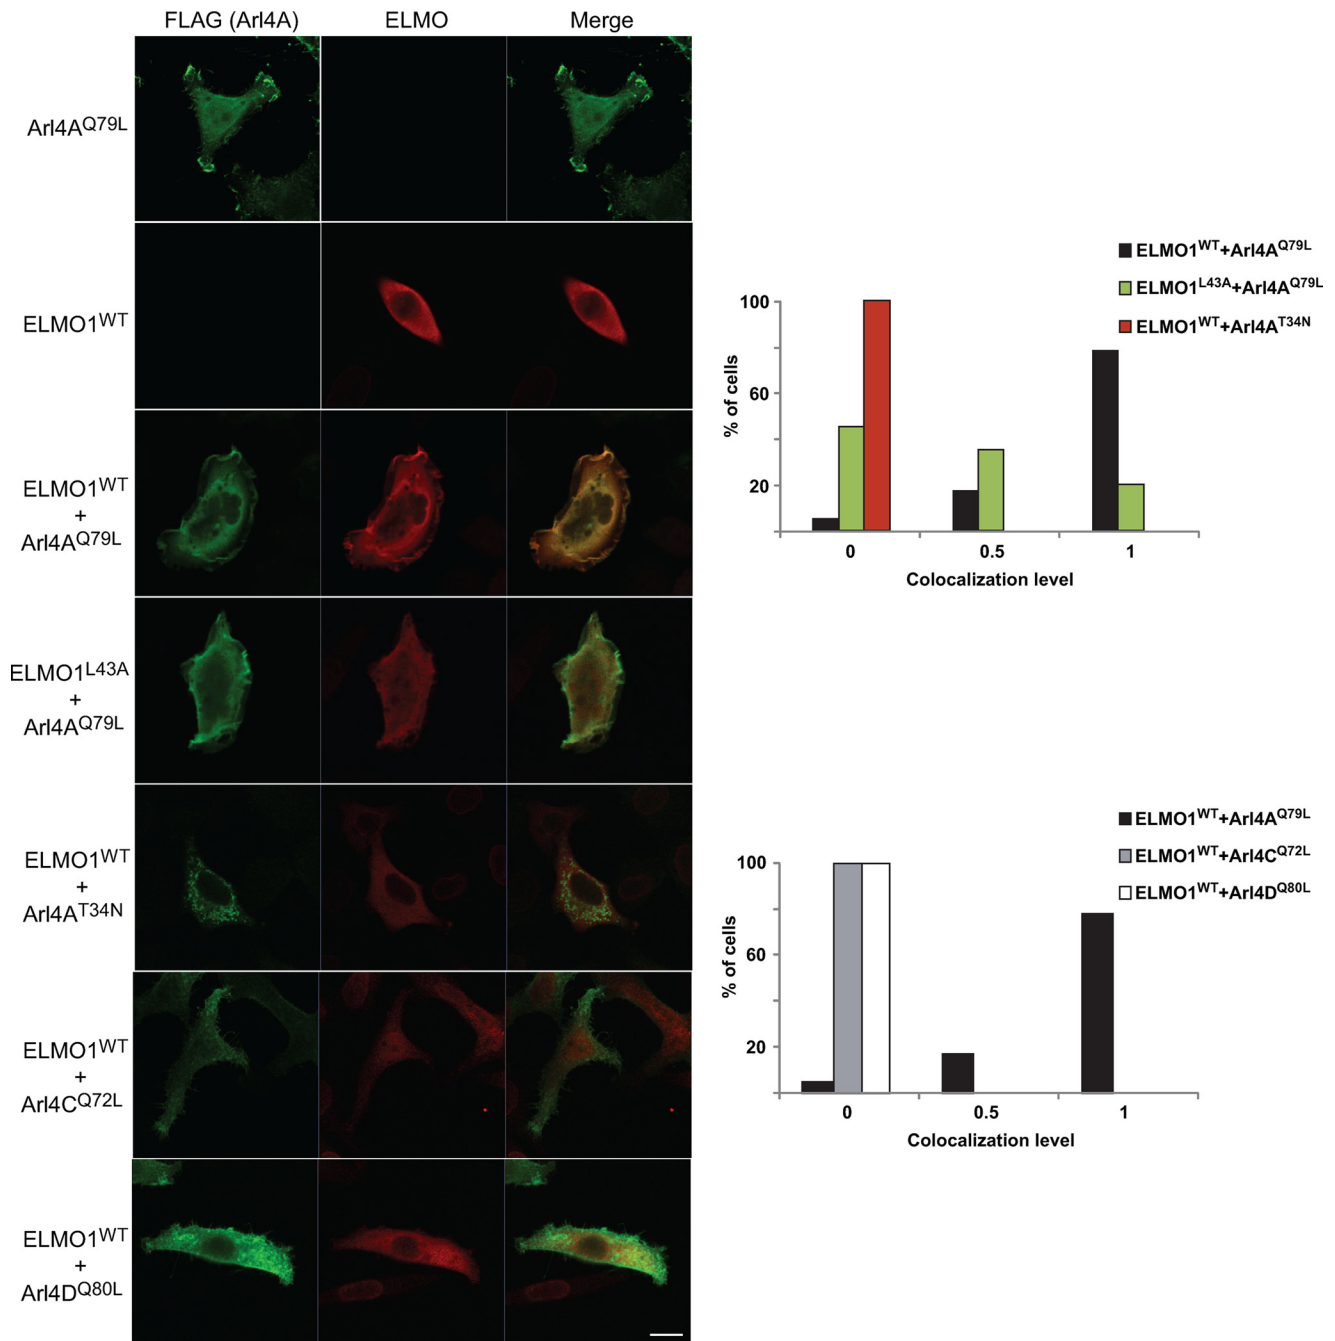 FLAG (Arl4A) ELMO Merge
Arl4AQ79L
ELMO1WT
ELMO1WT
+
Arl4AQ79L
ELMO1L43A
+
Arl4AQ79L
ELMO1WT
+
Arl4AT34N
ELMO1WT
+
Arl4CQ72L
ELMO1WT
+
Arl4DQ80L
ELMO1WT+Arl4AQ79L
ELMO1L43A+Arl4AQ79L
ELMO1WT+Arl4AT34N
100
60
20
% of cells
0 0.5 1
Colocalization level
ELMO1WT+Arl4AQ79L
ELMO1WT+Arl4CQ72L
ELMO1WT+Arl4DQ80L
100
60
20
% of cells
0 0.5 1
Colocalization level